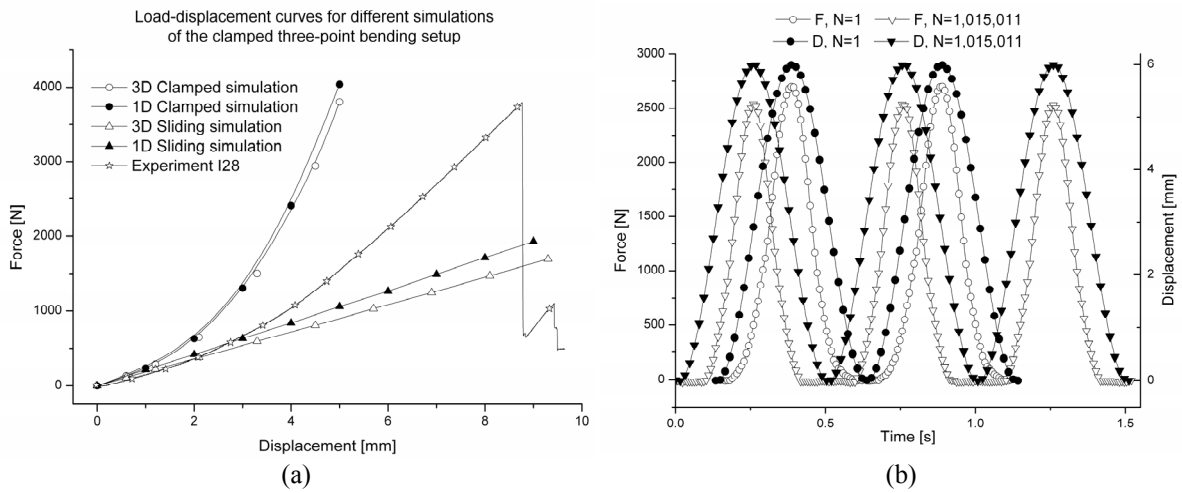 Load-displacement curves for different simulations
of the clamped three-point bending setup
3D Clamped simulation
1D Clamped simulation
3D Sliding simulation
1D Sliding simulation
Experiment I28
Force [N]
4000
3000
2000
1000
0
0 2 4 6 8 10
Displacement [mm]
(a)
F, N=1 F, N=1,015,011
D, N=1 D, N=1,015,011
Force [N]
3000
2500
2000
1500
1000
500
0
6
4
2
0
Displacement [mm]
0.0 0.5 1.0 1.5
Time [s]
(b)